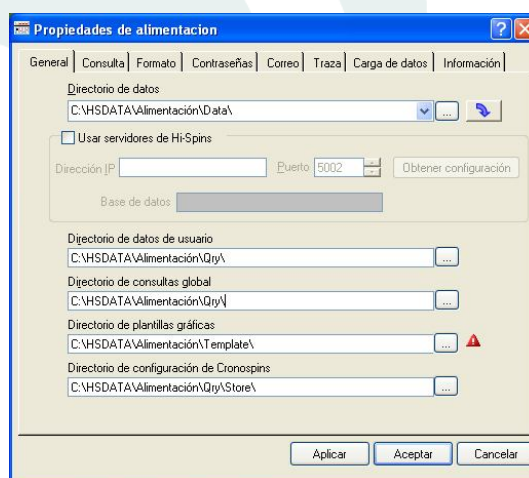 Propiedades de alimentacion
General Consulta Formato Contraseñas Correo Traza Carga de datos Información
Directorio de datos
C:\HSDATA\Alimentación\Data\ ...
Usar servidores de Hi-Spins
Dirección IP Puerto 5002 Obtener configuración
Base de datos
Directorio de datos de usuario
C:\HSDATA\Alimentación\Qry\ ...
Directorio de consultas global
C:\HSDATA\Alimentación\Qry\ ...
Directorio de plantillas gráficas
C:\HSDATA\Alimentación\Template\ ...
Directorio de configuración de Cronospins
C:\HSDATA\Alimentación\Qry\Store\ ...
Aplicar Aceptar Cancelar